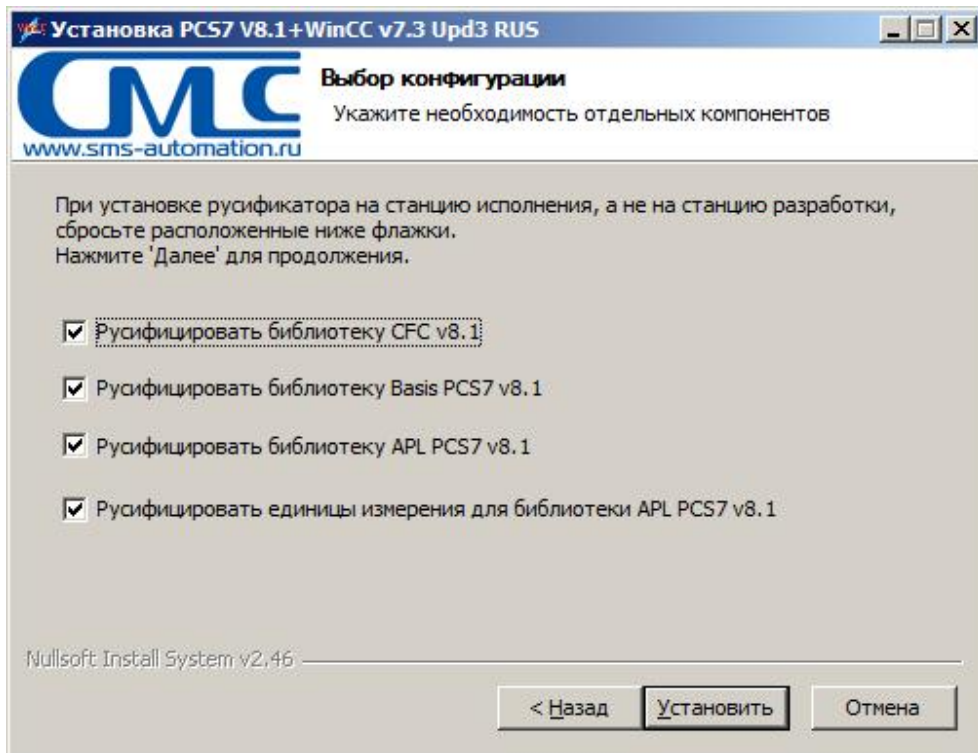 Установка PCS7 V8.1+WinCC v7.3 Upd3 RUS
СМС
www.sms-automation.ru
Выбор конфигурации
Укажите необходимость отдельных компонентов
При установке русификатора на станцию исполнения, а не на станцию разработки,
сбросьте расположенные ниже флажки.
Нажмите 'Далее' для продолжения.
Русифицировать библиотеку CFC v8.1
Русифицировать библиотеку Basis PCS7 v8.1
Русифицировать библиотеку APL PCS7 v8.1
Русифицировать единицы измерения для библиотеки APL PCS7 v8.1
Nullsoft Install System v2.46
< Назад
Установить
Отмена